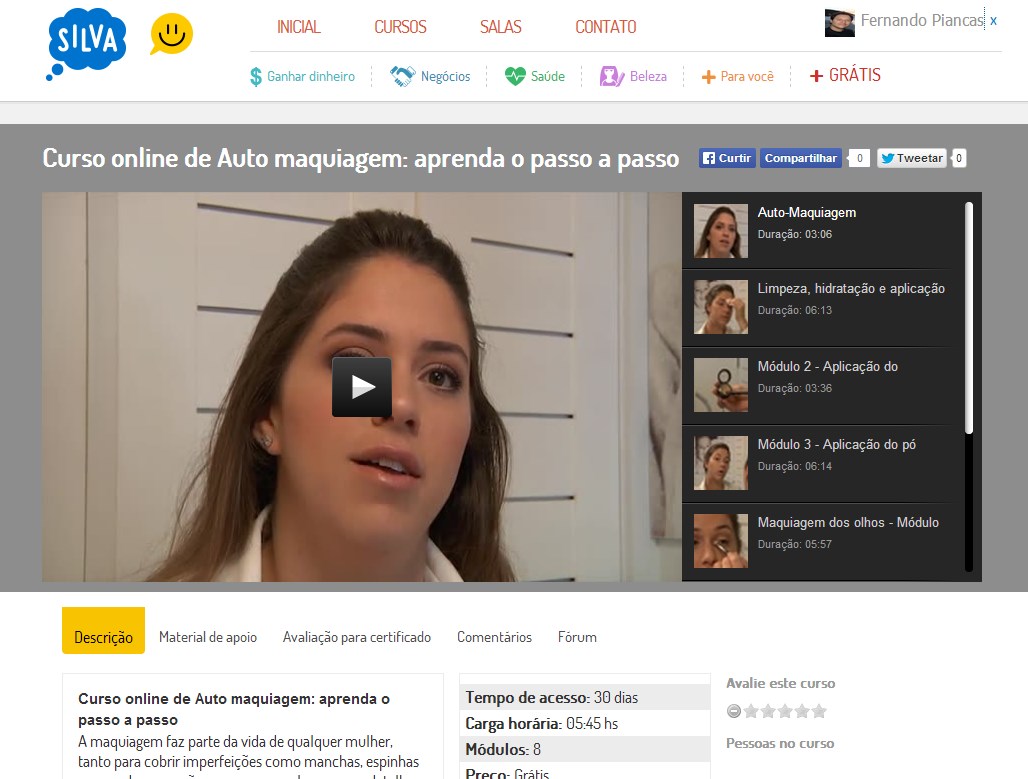 SILVA
INICIAL CURSOS SALAS CONTATO
Fernando Piancas x
Ganhar dinheiro Negócios Saúde Beleza Para você + GRÁTIS
Curso online de Auto maquiagem: aprenda o passo a passo
Curtir Compartilhar 0 Tweetar 0
Auto-Maquiagem
Duração: 03:06
Limpeza, hidratação e aplicação
Duração: 06:13
Módulo 2 - Aplicação do
Duração: 03:36
Módulo 3 - Aplicação do pó
Duração: 06:14
Maquiagem dos olhos - Módulo
Duração: 05:57
Descrição Material de apoio Avaliação para certificado Comentários Fórum
Curso online de Auto maquiagem: aprenda o
passo a passo
A maquiagem faz parte da vida de qualquer mulher,
tanto para cobrir imperfeições como manchas, espinhas
Tempo de acesso: 30 dias
Carga horária: 05:45 hs
Módulos: 8
Preço: Grátis
Avalie este curso
Pessoas no curso